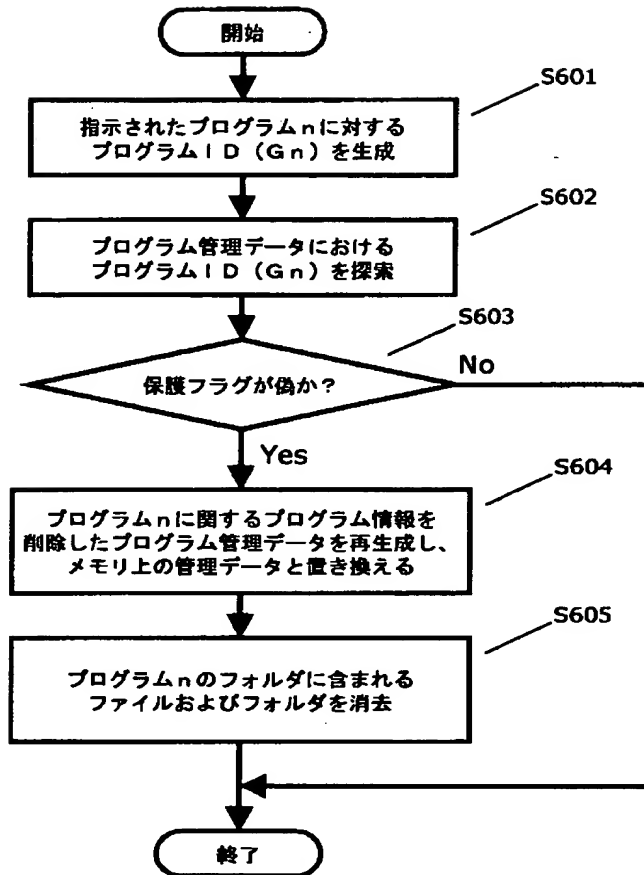 開始
S601
指示されたプログラムnに対する
プログラムID(Gn)を生成
S602
プログラム管理データにおける
プログラムID(Gn)を探索
S603
保護フラグが偽か?
No
Yes
S604
プログラムnに関するプログラム情報を
削除したプログラム管理データを再生成し、
メモリ上の管理データと置き換える
S605
プログラムnのフォルダに含まれる
ファイルおよびフォルダを消去
終了